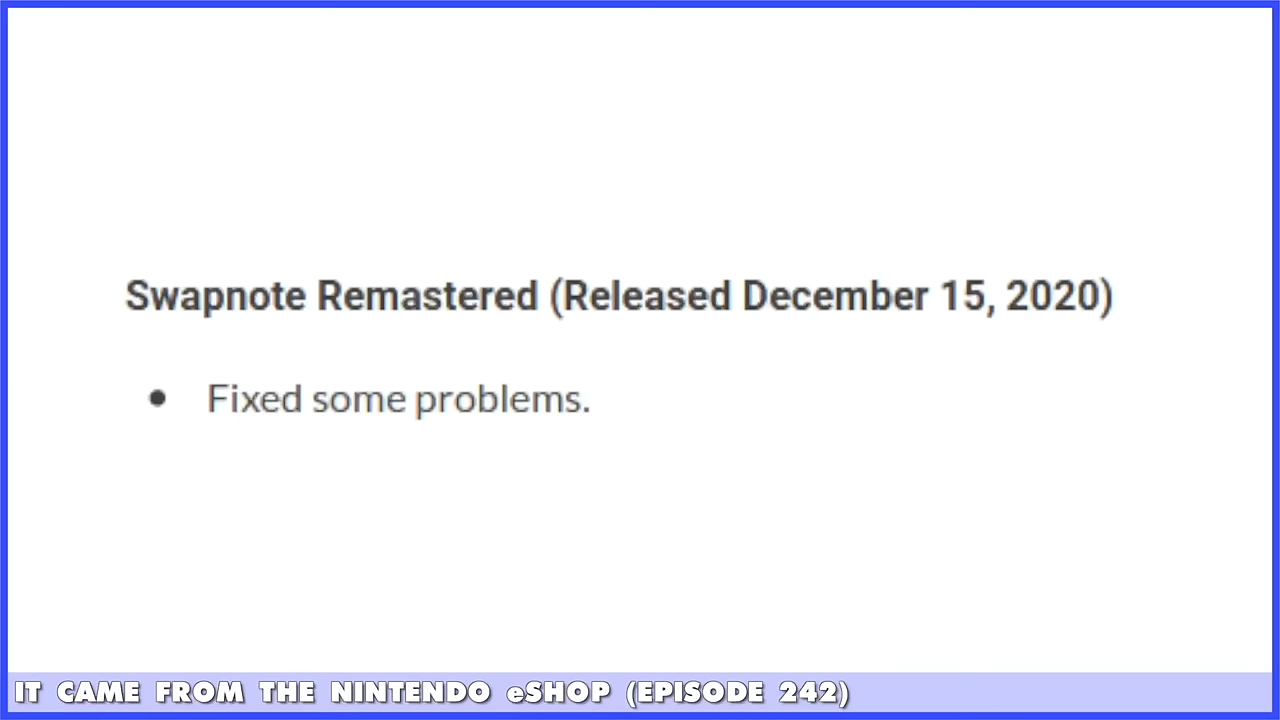 Swapnote Remastered (Released December 15, 2020)
• Fixed some problems.
IT CAME FROM THE NINTENDO eSHOP (EPISODE 242)